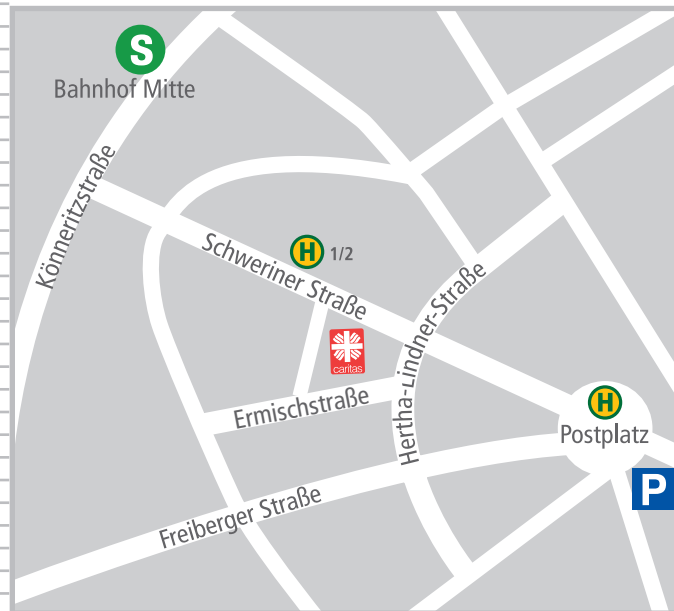 S
Bahnhof Mitte
Könneritzstraße
H 1/2
Schweriner Straße
caritas
Hertha-Lindner-Straße
Ermischstraße
H
Postplatz
P
Freiberger Straße